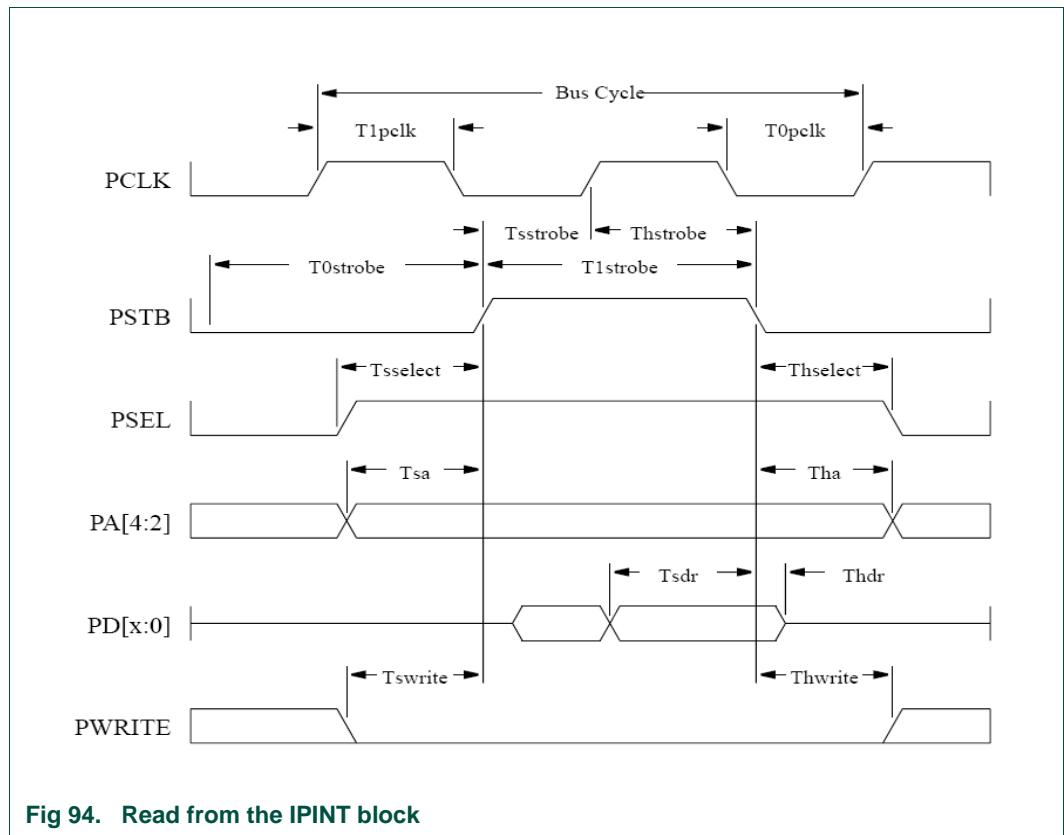 Bus Cycle
T1pclk
T0pclk
PCLK
Tsstrobe
Thstrobe
T0strobe
T1strobe
PSTB
Tsselect
Thselect
PSEL
Tsa
Tha
PA[4:2]
Tsdr
Thdr
PD[x:0]
Tswrite
Thwrite
PWRITE
Fig 94. Read from the IPINT block